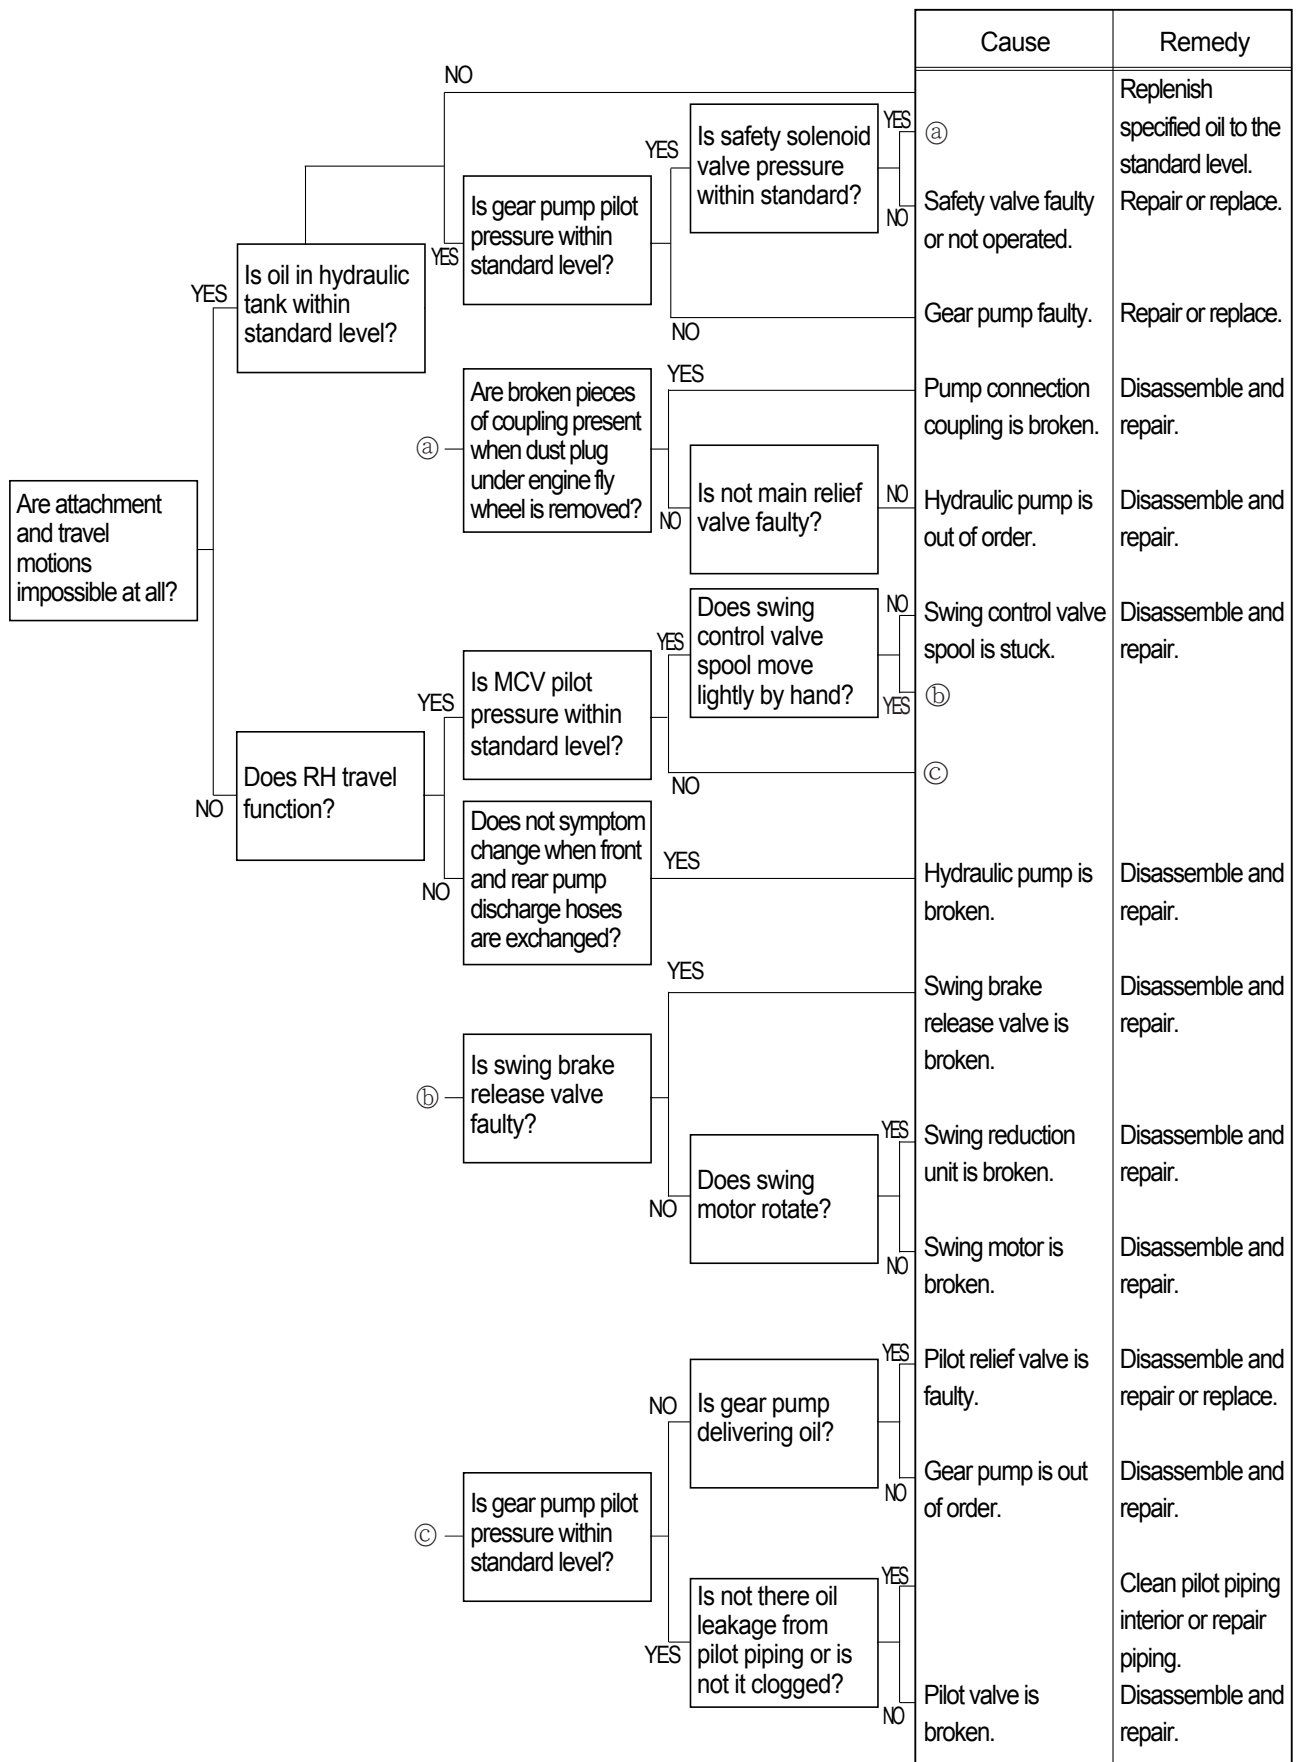 Cause
Remedy
NO
Replenish
specified oil to the
standard level.
YES
Is safety solenoid
valve pressure
within standard?
YES
ⓐ
NO
Safety valve faulty
or not operated.
Repair or replace.
Is gear pump pilot
pressure within
standard level?
YES
YES
Is oil in hydraulic
tank within
standard level?
NO
Gear pump faulty.
Repair or replace.
ⓐ
Are broken pieces
of coupling present
when dust plug
under engine fly
wheel is removed?
YES
Pump connection
coupling is broken.
Disassemble and
repair.
NO
Is not main relief
valve faulty?
NO
Hydraulic pump is
out of order.
Disassemble and
repair.
Are attachment
and travel
motions
impossible at all?
Does swing
control valve
spool move
lightly by hand?
NO
Swing control valve
spool is stuck.
Disassemble and
repair.
YES
YES
ⓑ
YES
Is MCV pilot
pressure within
standard level?
NO
ⓒ
NO
Does RH travel
function?
NO
Does not symptom
change when front
and rear pump
discharge hoses
are exchanged?
YES
Hydraulic pump is
broken.
Disassemble and
repair.
YES
Swing brake
release valve is
broken.
Disassemble and
repair.
ⓑ
Is swing brake
release valve
faulty?
NO
Does swing
motor rotate?
YES
Swing reduction
unit is broken.
Disassemble and
repair.
NO
Swing motor is
broken.
Disassemble and
repair.
NO
Is gear pump
delivering oil?
YES
Pilot relief valve is
faulty.
Disassemble and
repair or replace.
NO
Gear pump is out
of order.
Disassemble and
repair.
ⓒ
Is gear pump pilot
pressure within
standard level?
YES
Is not there oil
leakage from
pilot piping or is
not it clogged?
YES
Clean pilot piping
interior or repair
piping.
NO
Pilot valve is
broken.
Disassemble and
repair.